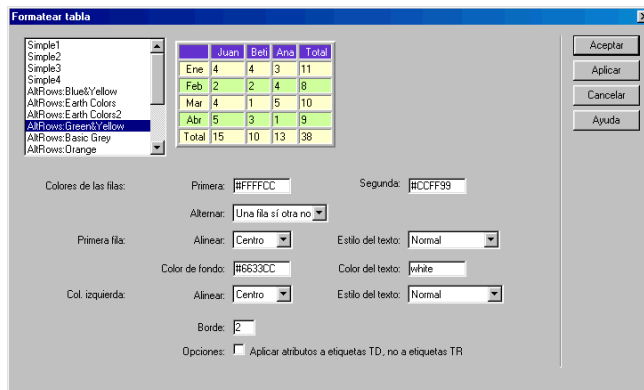 Formatear tabla
Simple1
Simple2
Simple3
Simple4
AltRows:Blue&Yellow
AltRows:Earth Colors
AltRows:Earth Colors2
AltRows:Green&Yellow
AltRows:Basic Grey
AltRows:Orange
Juan Beti Ana Total
Ene 4 4 3 11
Feb 2 2 4 8
Mar 4 1 5 10
Abr 5 3 1 9
Total 15 10 13 38
Aceptar
Aplicar
Cancelar
Ayuda
Colores de las filas: Primera: #FFFFCC Segunda: #CCFF99
Alternar: Una fila sí otra no
Primera fila: Alinear: Centro Estilo del texto: Normal
Color de fondo: #6633CC Color del texto: white
Col. izquierda: Alinear: Centro Estilo del texto: Normal
Borde: 2
Opciones: Aplicar atributos a etiquetas TD, no a etiquetas TR